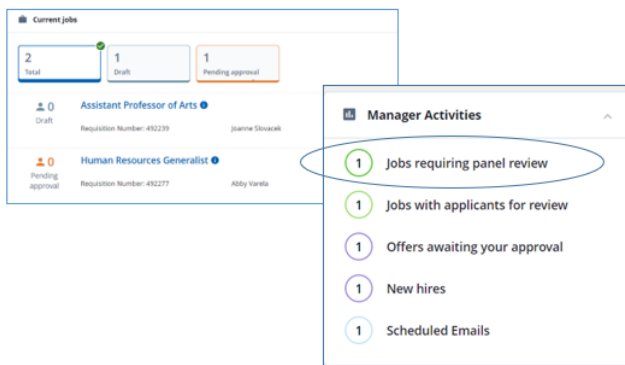 Current jobs
2
Total
1
Draft
1
Pending approval
0
Draft
Assistant Professor of Arts
Requisition Number: 492239 Joanne Slovacek
0
Pending approval
Human Resources Generalist
Requisition Number: 492277 Abby Varela
Manager Activities
1 Jobs requiring panel review
1 Jobs with applicants for review
1 Offers awaiting your approval
1 New hires
1 Scheduled Emails